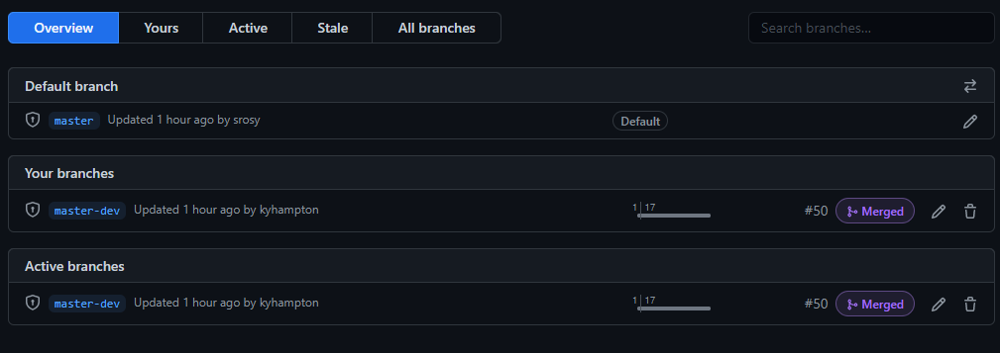 Overview Yours Active Stale All branches Search branches...
Default branch
master Updated 1 hour ago by srosy Default
Your branches
master-dev Updated 1 hour ago by kyhampton 1 17 #50 Merged
Active branches
master-dev Updated 1 hour ago by kyhampton 1 17 #50 Merged